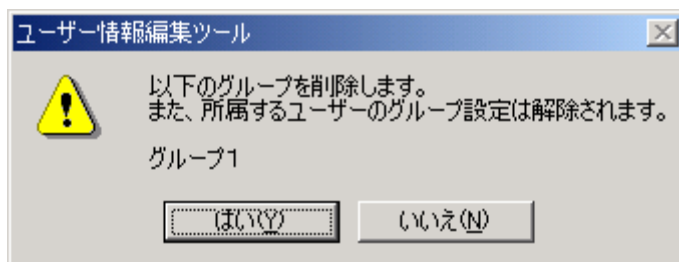 ユーザー情報編集ツール
以下のグループを削除します。
また、所属するユーザーのグループ設定は解除されます。
グループ1
はい(Y)
いいえ(N)